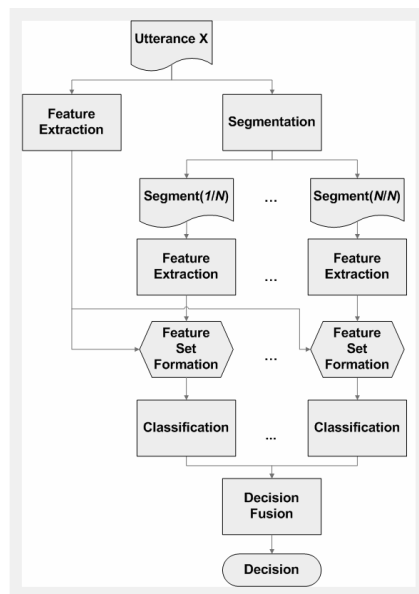 Utterance X
Feature
Extraction
Segmentation
Segment(1/N)
...
Segment(N/N)
Feature
Extraction
...
Feature
Extraction
Feature
Set
Formation
...
Feature
Set
Formation
Classification
...
Classification
Decision
Fusion
Decision